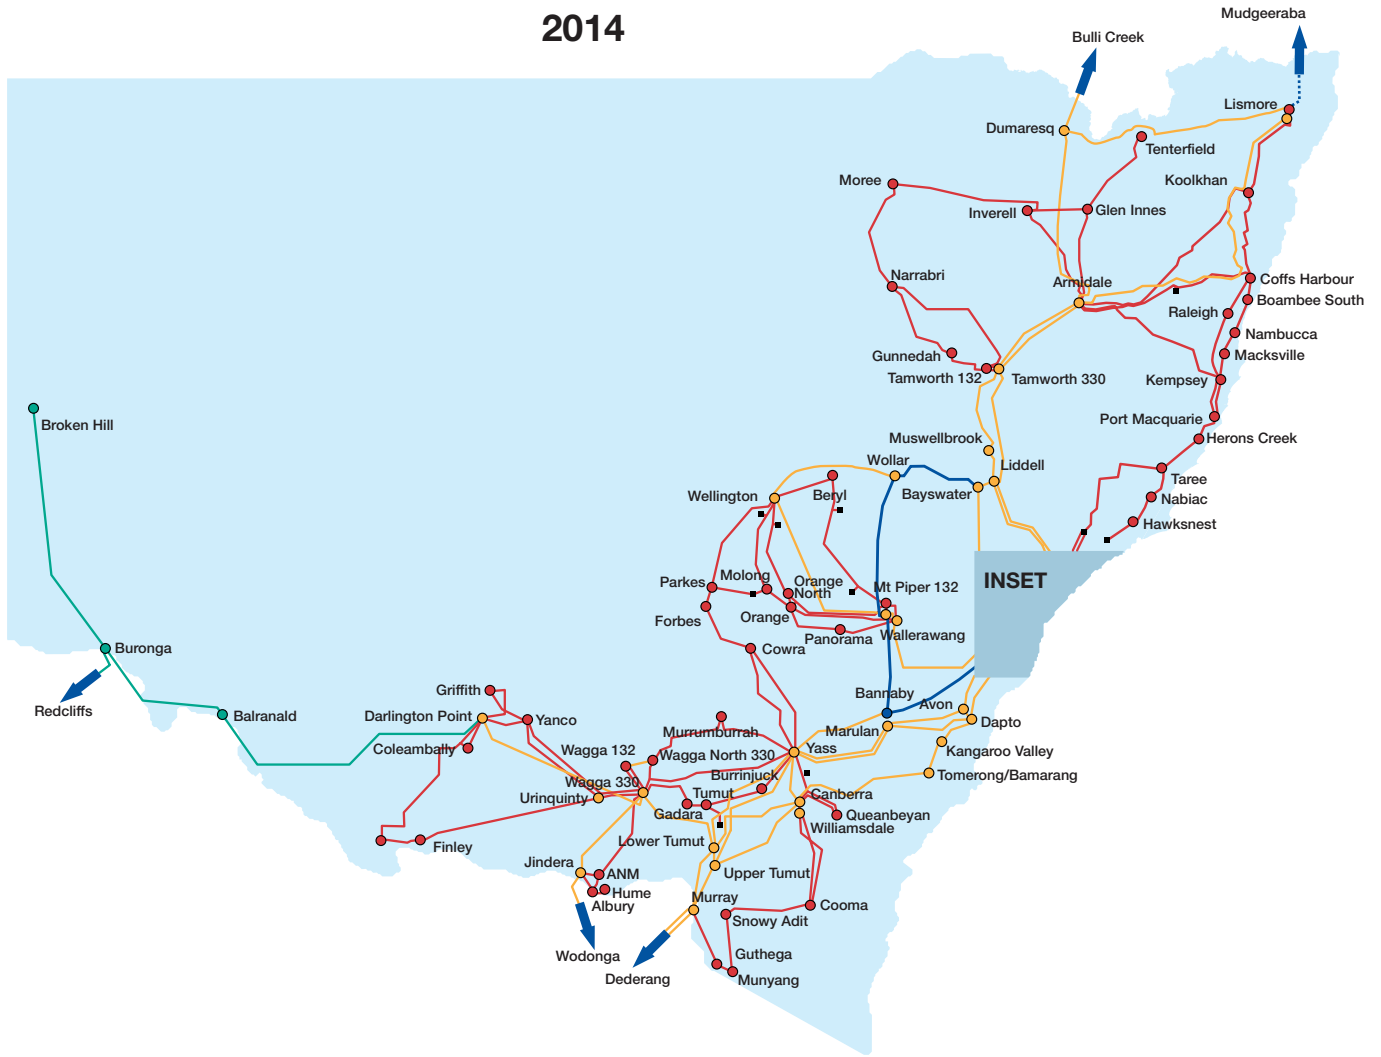 2014
Mudgeeraba
Bulli Creek
Lismore
Dumaresq
Tenterfield
Moree
Koolkhan
Inverell
Glen Innes
Narrabri
Armidale
Coffs Harbour
Boambee South
Raleigh
Nambucca
Macksville
Gunnedah
Tamworth 132
Tamworth 330
Kempsey
Port Macquarie
Broken Hill
Muswellbrook
Herons Creek
Wollar
Liddell
Taree
Wellington
Beryl
Bayswater
Nabiac
Hawksnest
INSET
Parkes
Molong
Orange
North
Mt Piper 132
Forbes
Orange
Panorama
Wallerawang
Buronga
Cowra
Redcliffs
Griffith
Bannaby
Avon
Balranald
Darlington Point
Yanco
Murrumburrah
Marulan
Dapto
Coleambally
Wagga 132
Wagga North 330
Yass
Kangaroo Valley
Wagga 330
Burrinjuck
Tomerong/Bamarang
Urinquinty
Tumut
Canberra
Gadara
Queanbeyan
Williamsdale
Finley
Lower Tumut
Jindera
ANM
Upper Tumut
Hume
Albury
Murray
Cooma
Snowy Adit
Wodonga
Guthega
Dederang
Munyang